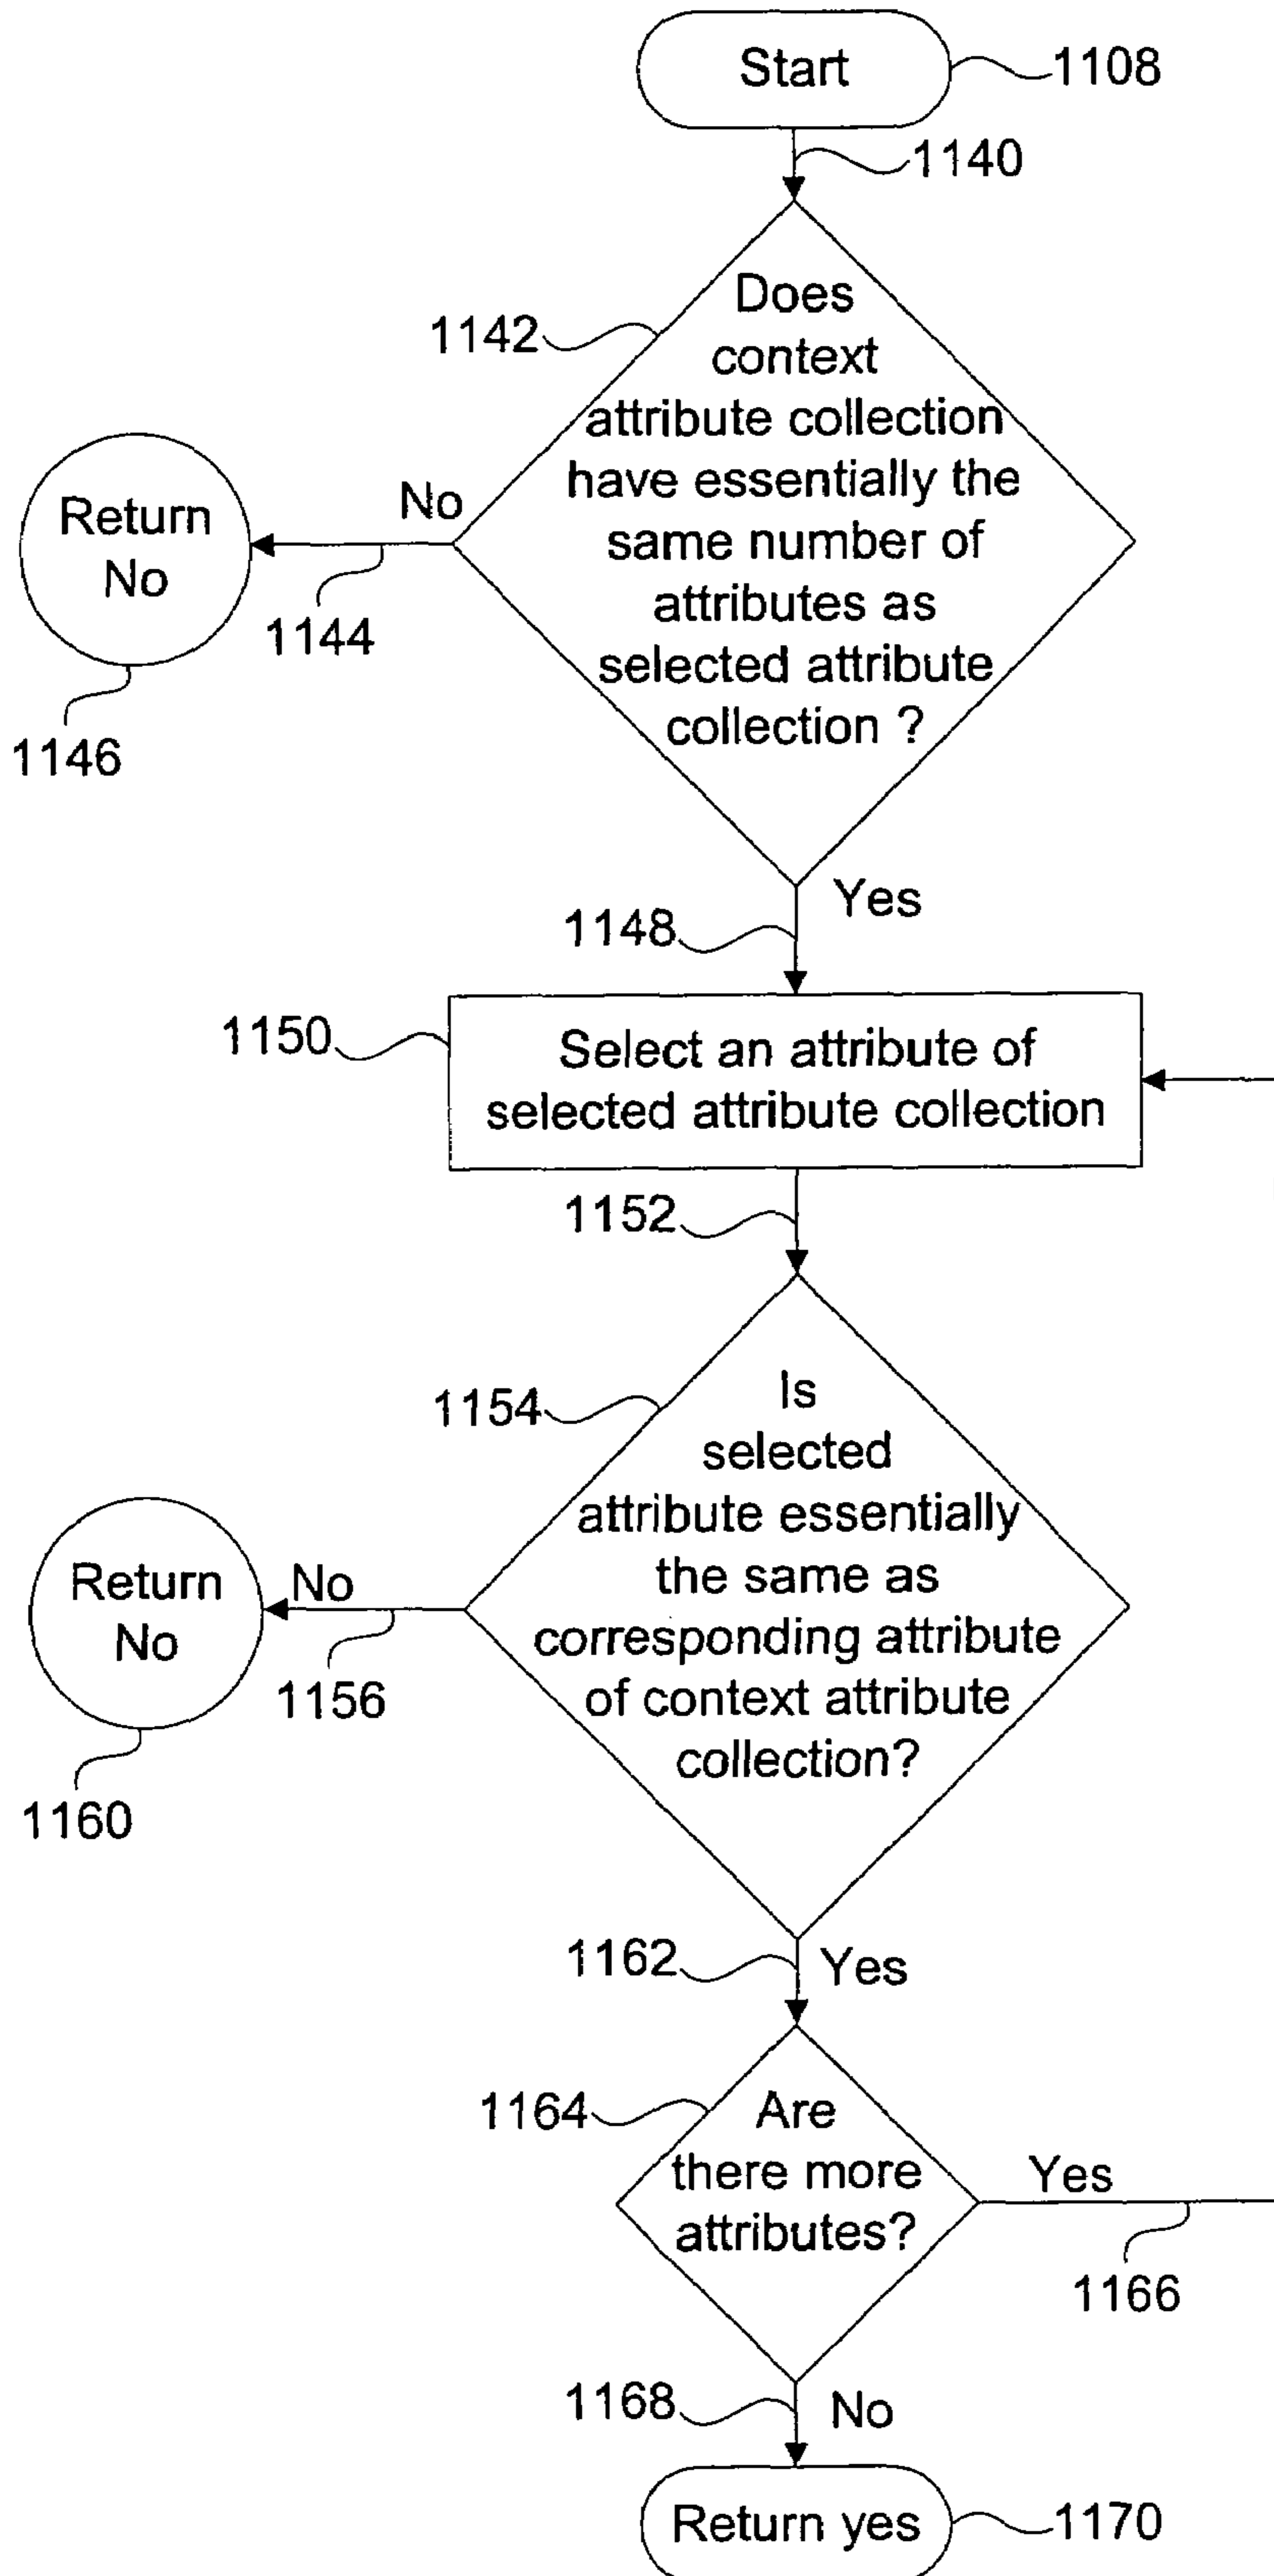 Start
1108
1140
1142
Does
context
attribute collection
have essentially the
same number of
attributes as
selected attribute
collection ?
No
Return
No
1144
1146
Yes
1148
1150
Select an attribute of
selected attribute collection
1152
1154
Is
selected
attribute essentially
the same as
corresponding attribute
of context attribute
collection?
No
Return
No
1156
1160
1162
Yes
1164
Are
there more
attributes?
Yes
1166
1168
No
Return yes
1170